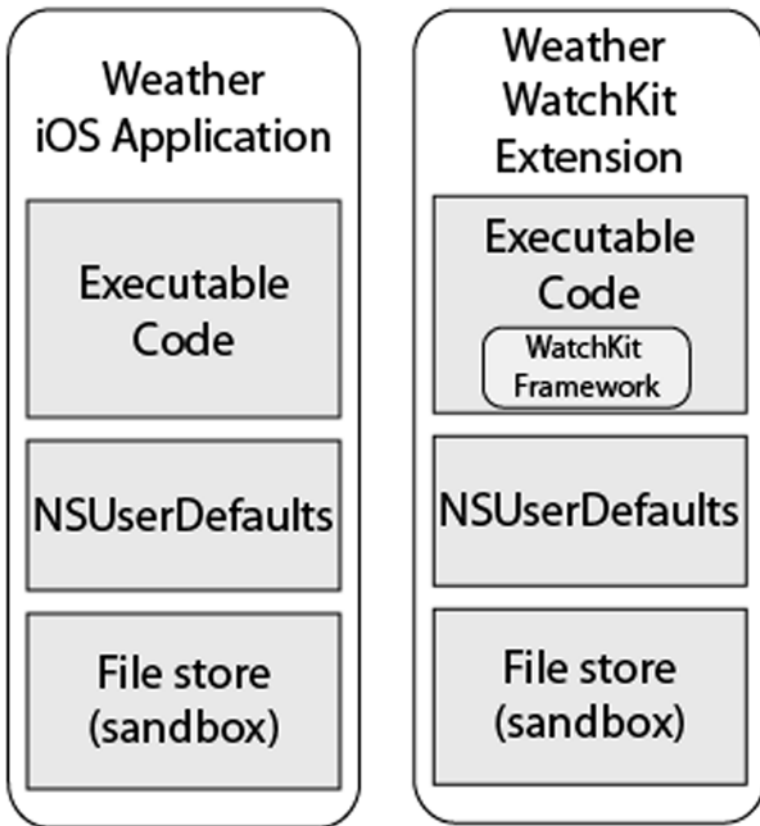 Weather
iOS Application
Executable
Code
NSUserDefaults
File store
(sandbox)
Weather
WatchKit
Extension
Executable
Code
WatchKit
Framework
NSUserDefaults
File store
(sandbox)